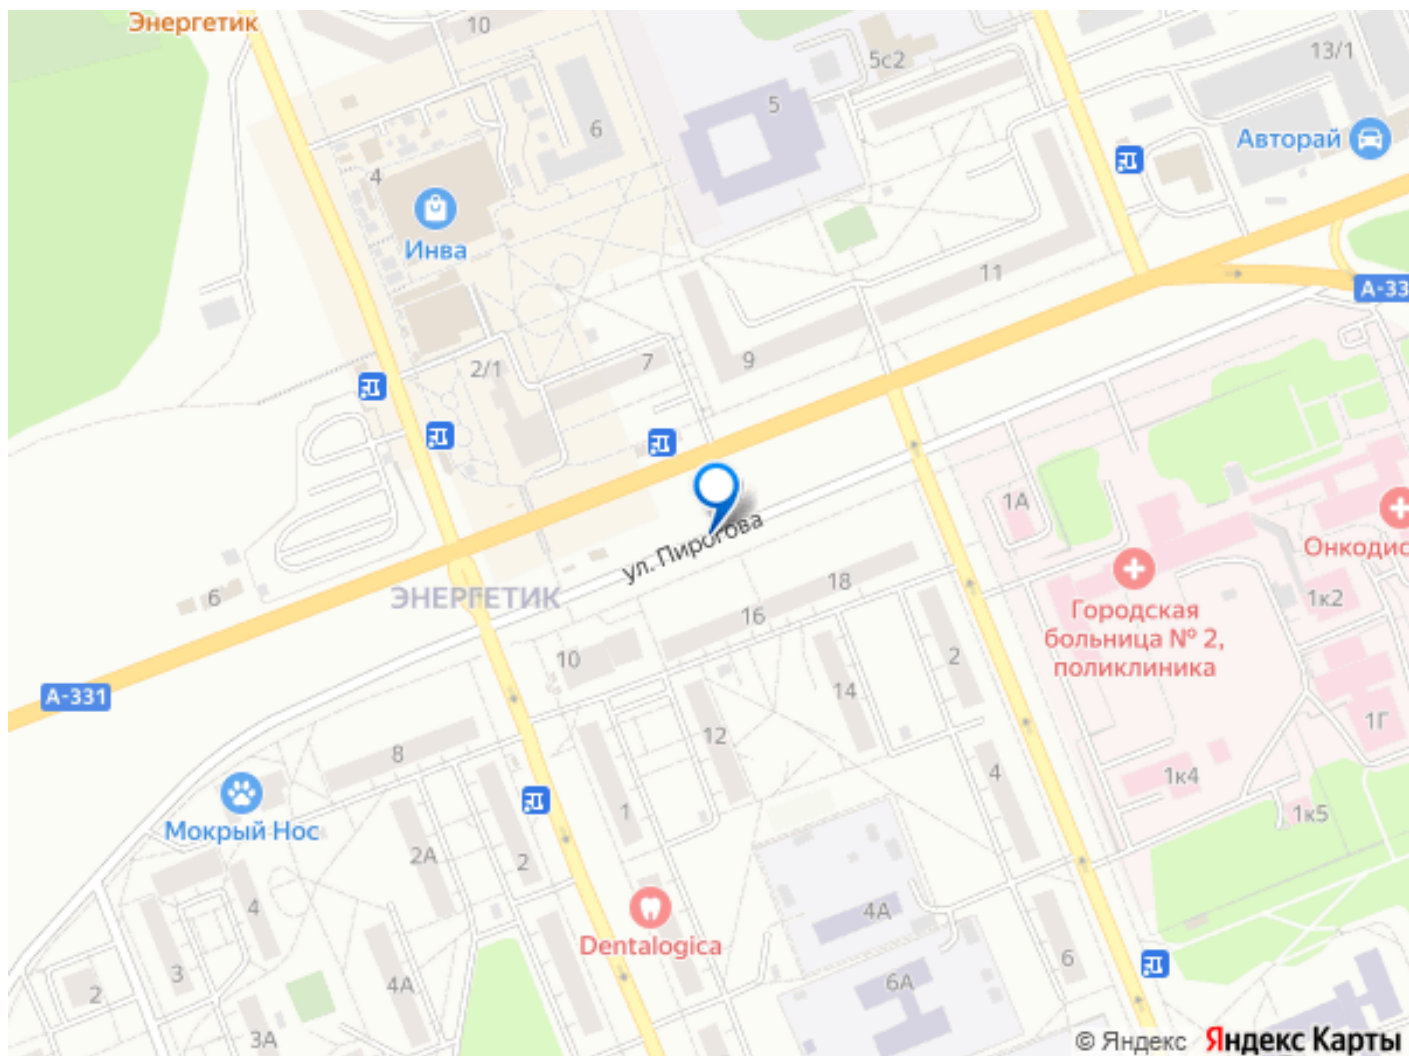 Энергетик
10
5с2
13/1
5
6
Авторай
4
Инва
11
А-33
2/1
7
9
1А
ул. Пирогова
Онкодис
ЭНЕРГЕТИК
6
18
16
1к2
Городская
больница № 2,
поликлиника
10
2
14
А-331
12
1Г
8
4
1к4
1
1к5
Мокрый Нос
2А
2
4
4А
Dentalogica
6
3
4А
6А
2
3А
© Яндекс Яндекс Карты